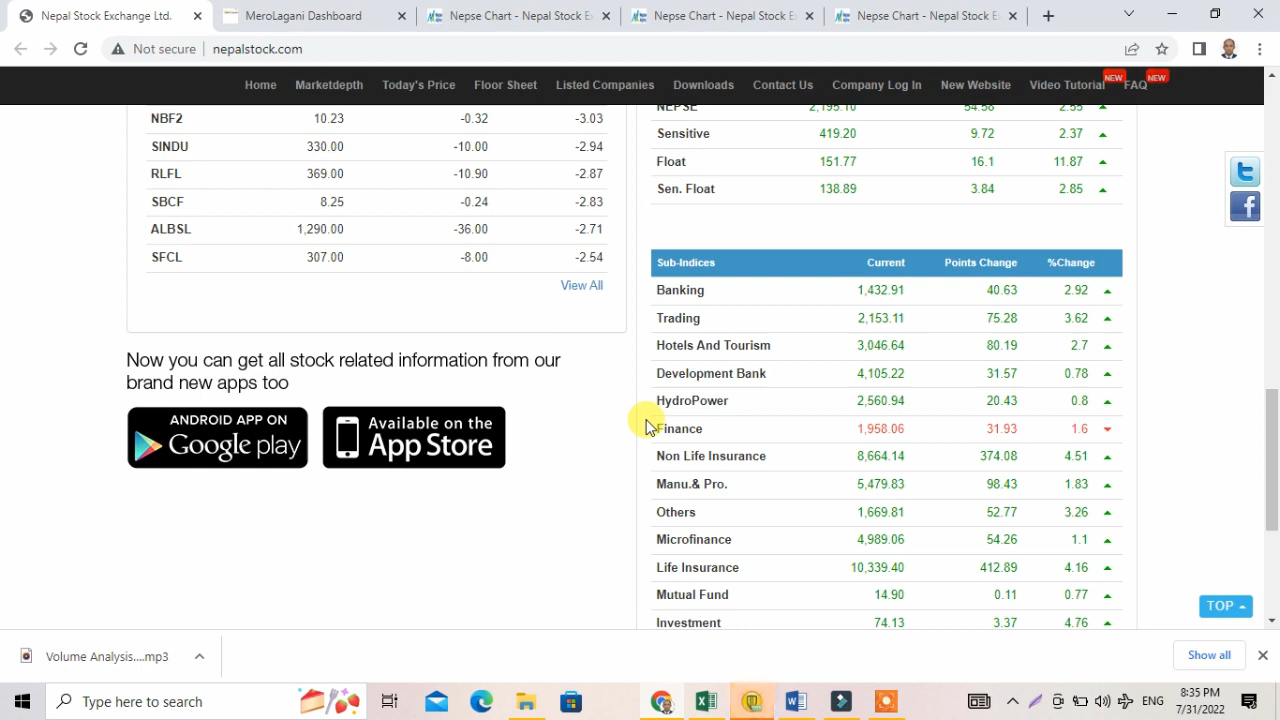 Nepal Stock Exchange Ltd.
MeroLagani Dashboard
Nepse Chart - Nepal Stock E
Nepse Chart - Nepal Stock E
Nepse Chart - Nepal Stock E
Not secure
nepalstock.com
Home Marketdepth Today's Price Floor Sheet Listed Companies Downloads Contact Us Company Log In New Website Video Tutorial NEW FAQ NEW
NBF2 10.23 -0.32 -3.03
SINDU 330.00 -10.00 -2.94
RLFL 369.00 -10.90 -2.87
SBCF 8.25 -0.24 -2.83
ALBSL 1,290.00 -36.00 -2.71
SFCL 307.00 -8.00 -2.54
View All
Now you can get all stock related information from our
brand new apps too
ANDROID APP ON
Google play
Available on the
App Store
NEPSE 2,195.10 54.58 2.55
Sensitive 419.20 9.72 2.37
Float 151.77 16.1 11.87
Sen. Float 138.89 3.84 2.85
Sub-Indices Current Points Change %Change
Banking 1,432.91 40.63 2.92
Trading 2,153.11 75.28 3.62
Hotels And Tourism 3,046.64 80.19 2.7
Development Bank 4,105.22 31.57 0.78
HydroPower 2,560.94 20.43 0.8
Finance 1,958.06 31.93 1.6
Non Life Insurance 8,664.14 374.08 4.51
Manu.& Pro. 5,479.83 98.43 1.83
Others 1,669.81 52.77 3.26
Microfinance 4,989.06 54.26 1.1
Life Insurance 10,339.40 412.89 4.16
Mutual Fund 14.90 0.11 0.77
Investment 74.13 3.37 4.76
TOP
Volume Analysis....mp3
Show all
Type here to search
ENG
8:35 PM
7/31/2022